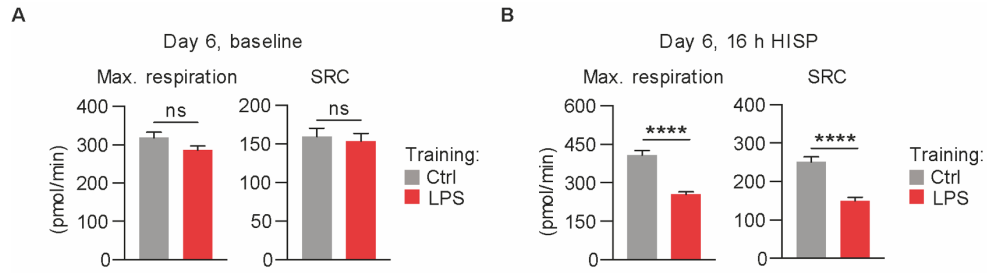 A
Day 6, baseline
Max. respiration
SRC
(pmol/min)
400
300
200
100
0
ns
200
150
100
50
0
ns
Training:
Ctrl
LPS
B
Day 6, 16 h HISP
Max. respiration
SRC
(pmol/min)
600
450
300
150
0
****
400
300
200
100
0
****
Training:
Ctrl
LPS